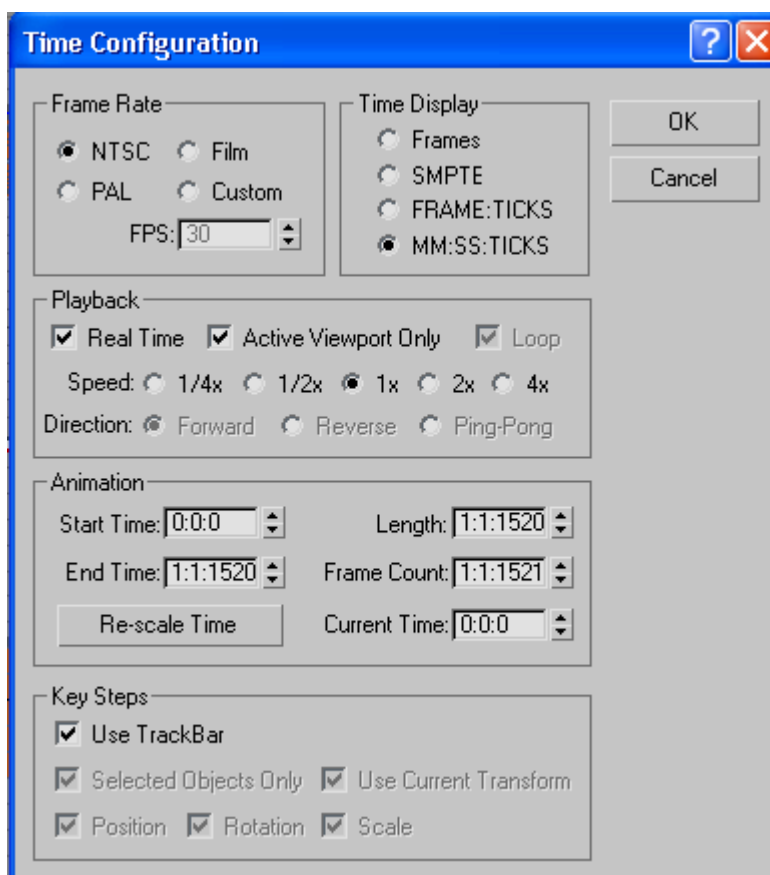 Time Configuration
Frame Rate
NTSC Film
PAL Custom
FPS: 30
Time Display
Frames
SMPTE
FRAME:TICKS
MM:SS:TICKS
OK
Cancel
Playback
Real Time Active Viewport Only Loop
Speed: 1/4x 1/2x 1x 2x 4x
Direction: Forward Reverse Ping-Pong
Animation
Start Time: 0:0:0 Length: 1:1:1520
End Time: 1:1:1520 Frame Count: 1:1:1521
Re-scale Time Current Time: 0:0:0
Key Steps
Use TrackBar
Selected Objects Only Use Current Transform
Position Rotation Scale